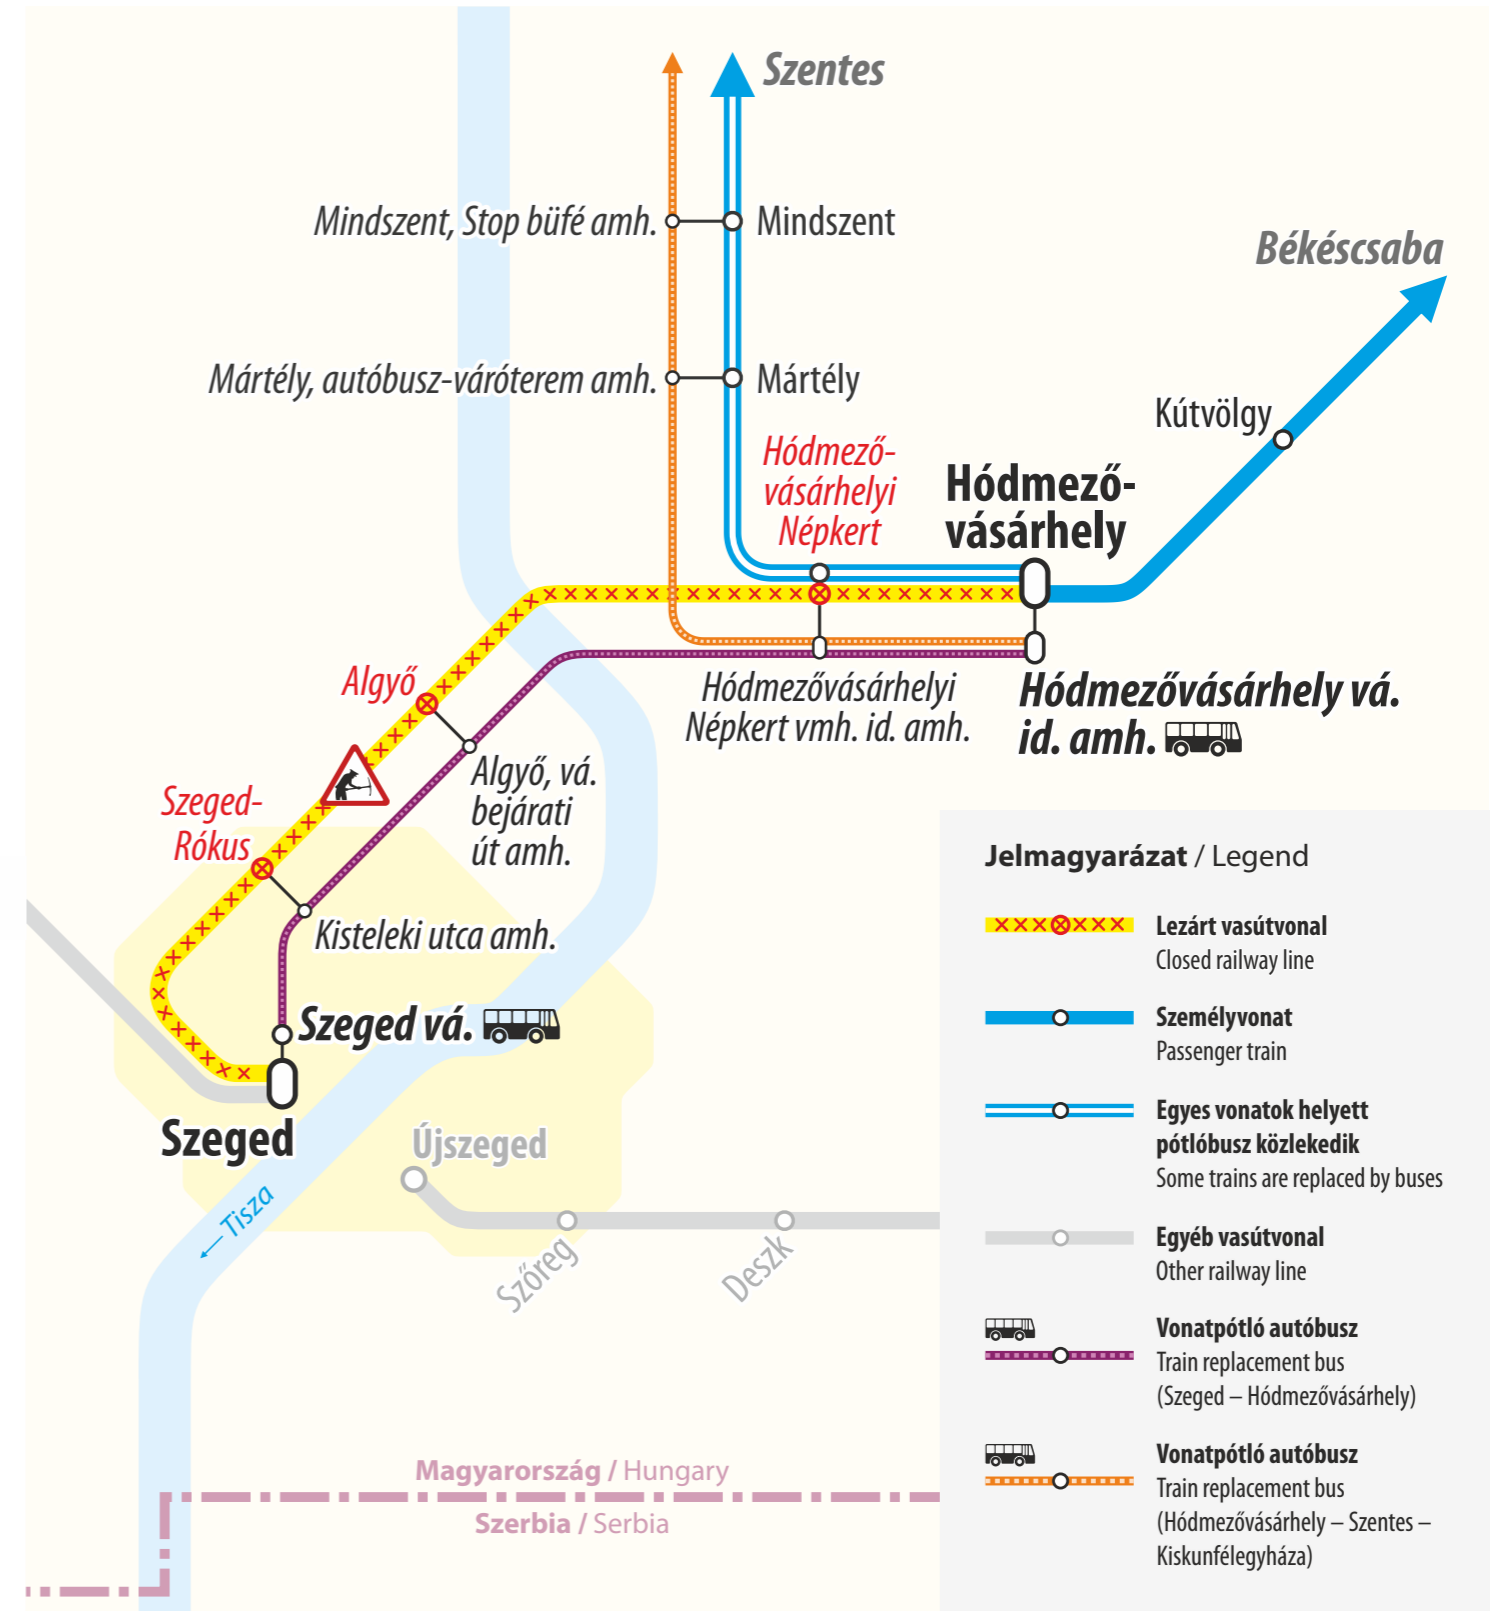 Szentes
Mindszent, Stop büfé amh.
Mindszent
Békéscsaba
Mártély, autóbusz-váróterem amh.
Mártély
Kútvölgy
Hódmező-
vásárhelyi
Népkert
Hódmező-
vásárhely
Algyő
Hódmezővásárhelyi
Népkert vmh. id. amh.
Hódmezővásárhely vá.
id. amh.
Algyő, vá.
bejárati
út amh.
Szeged-
Rókus
Kisteleki utca amh.
Szeged vá.
Szeged
Újszeged
← Tisza
Szőreg
Deszk
Magyarország / Hungary
Szerbia / Serbia
Jelmagyarázat / Legend
Lezárt vasútvonal
Closed railway line
Személyvonat
Passenger train
Egyes vonatok helyett
pótlóbusz közlekedik
Some trains are replaced by buses
Egyéb vasútvonal
Other railway line
Vonatpótló autóbusz
Train replacement bus
(Szeged – Hódmezővásárhely)
Vonatpótló autóbusz
Train replacement bus
(Hódmezővásárhely – Szentes –
Kiskunfélegyháza)